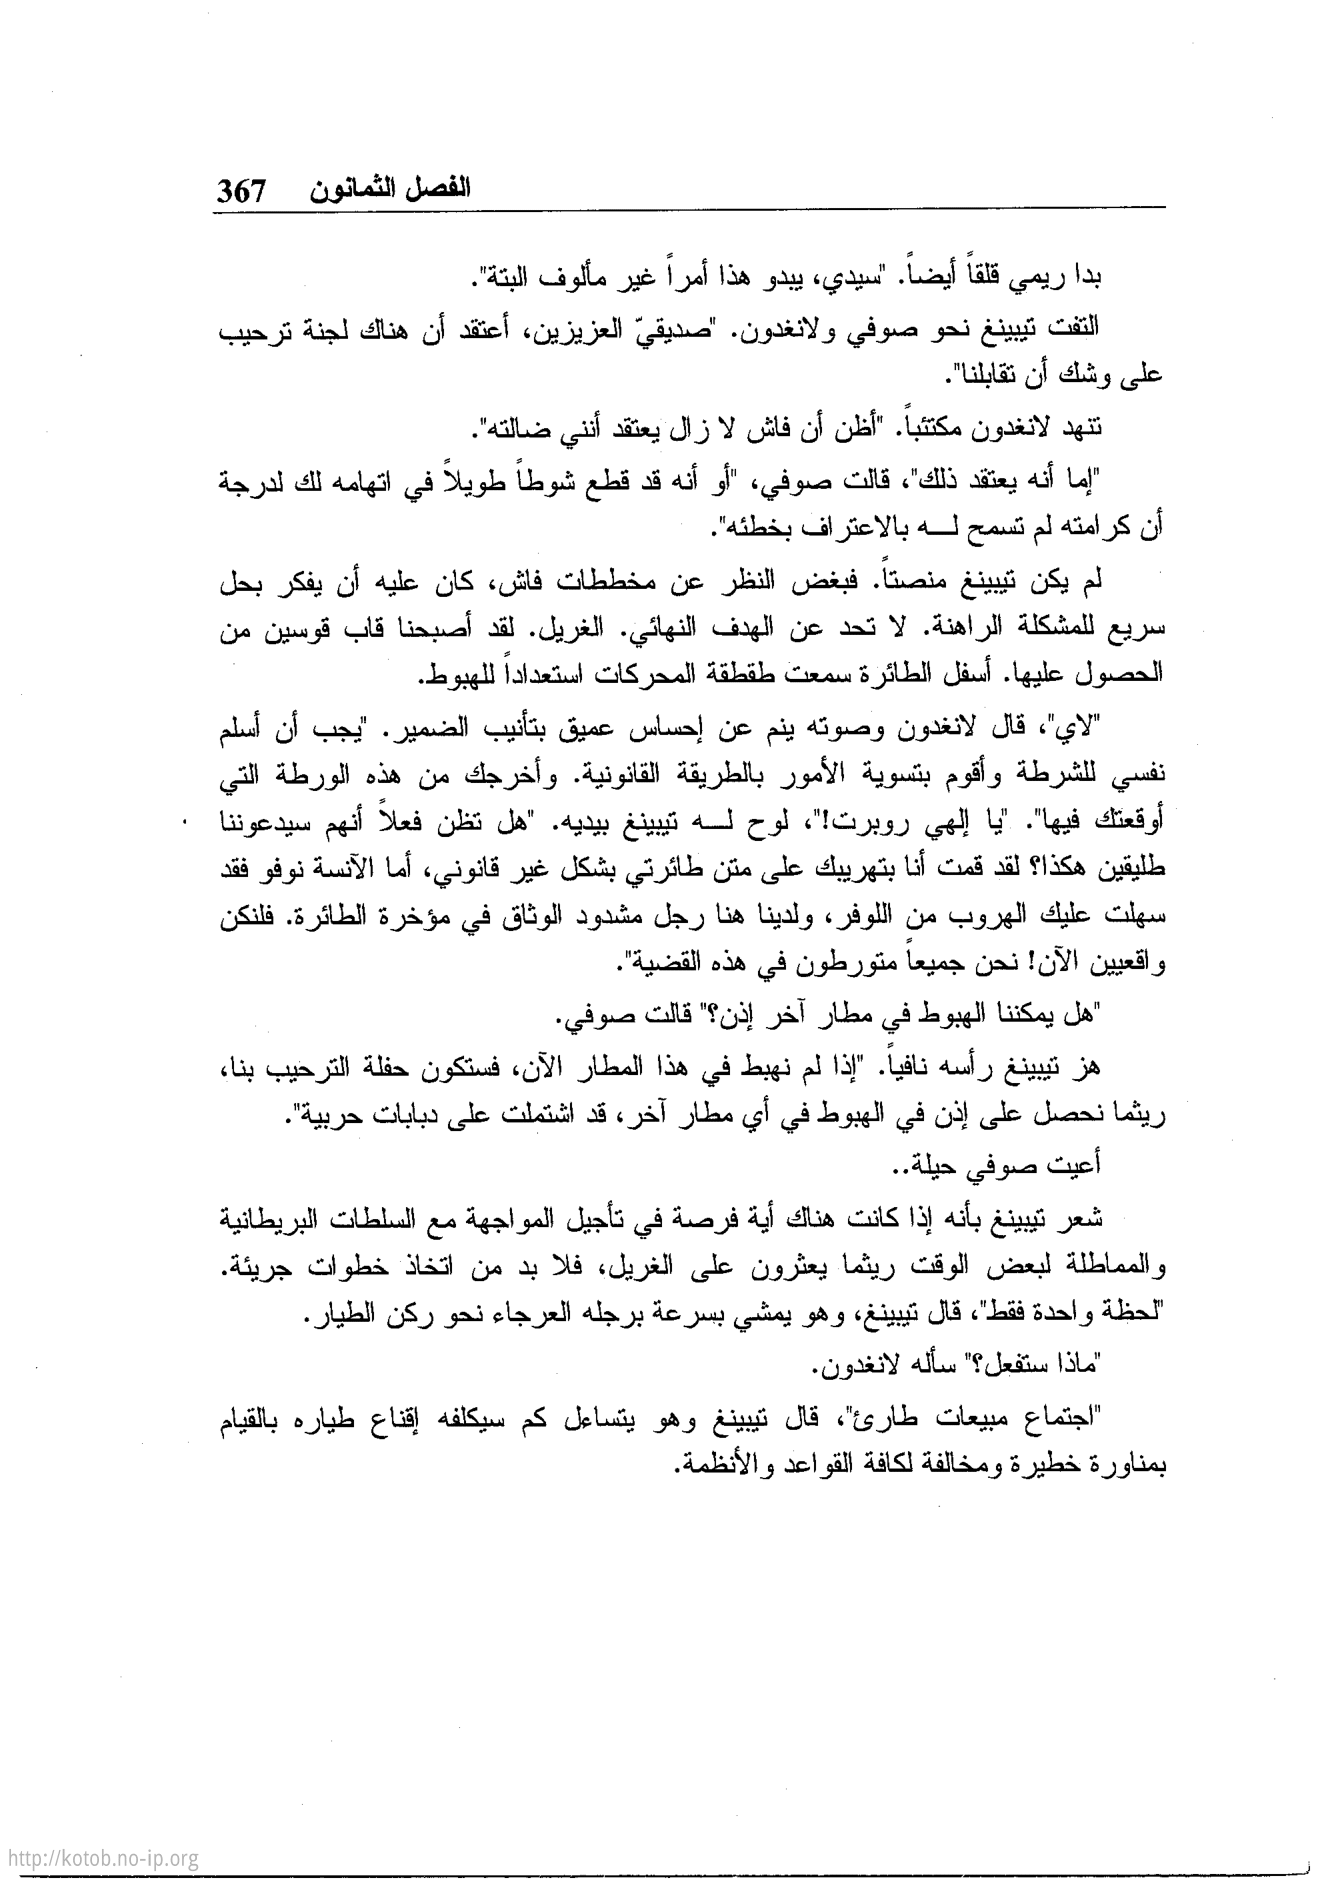 الفصل الثمانون 367
بدا ريمي قلقاً أيضاً. "سيدي، يبدو هذا أمراً غير مألوف البتة".
التفت تيبينغ نحو صوفي ولانغدون. "صديقيّ العزيزين، أعتقد أن هناك لجنة ترحيب
على وشك أن تقابلنا".
تنهد لانغدون مكتئباً. "أظن أن فاش لا زال يعتقد أنني ضالته".
"إما أنه يعتقد ذلك"، قالت صوفي، "أو أنه قد قطع شوطاً طويلاً في اتهامه لك لدرجة
أن كرامته لم تسمح لـــه بالاعتراف بخطئه".
لم يكن تيبينغ منصتاً. فبغض النظر عن مخططات فاش، كان عليه أن يفكر بحل
سريع للمشكلة الراهنة. لا تحد عن الهدف النهائي. الغريل. لقد أصبحنا قاب قوسين من
الحصول عليها. أسفل الطائرة سمعت طقطقة المحركات استعداداً للهبوط.
"لاي"، قال لانغدون وصوته ينم عن إحساس عميق بتأنيب الضمير. "يجب أن أسلم
نفسي للشرطة وأقوم بتسوية الأمور بالطريقة القانونية. وأخرجك من هذه الورطة التي
أوقعتك فيها". "يا إلهي روبرت!"، لوح لـــه تيبينغ بيديه. "هل تظن فعلاً أنهم سيدعوننا
طليقين هكذا؟ لقد قمت أنا بتهريبك على متن طائرتي بشكل غير قانوني، أما الآنسة نوفو فقد
سهلت عليك الهروب من اللوفر، ولدينا هنا رجل مشدود الوثاق في مؤخرة الطائرة. فلنكن
واقعيين الآن! نحن جميعاً متورطون في هذه القضية".
"هل يمكننا الهبوط في مطار آخر إذن؟" قالت صوفي.
هز تيبينغ رأسه نافياً. "إذا لم نهبط في هذا المطار الآن، فستكون حفلة الترحيب بنا،
ريثما نحصل على إذن في الهبوط في أي مطار آخر، قد اشتملت على دبابات حربية".
أعيت صوفي حيلة..
شعر تيبينغ بأنه إذا كانت هناك أية فرصة في تأجيل المواجهة مع السلطات البريطانية
والمماطلة لبعض الوقت ريثما يعثرون على الغريل، فلا بد من اتخاذ خطوات جريئة.
"لحظة واحدة فقط"، قال تيبينغ، وهو يمشي بسرعة برجله العرجاء نحو ركن الطيار.
"ماذا ستفعل؟" سأله لانغدون.
"اجتماع مبيعات طارئ"، قال تيبينغ وهو يتساءل كم سيكلفه إقناع طياره بالقيام
بمناورة خطيرة ومخالفة لكافة القواعد والأنظمة.
http://kotob.no-ip.org